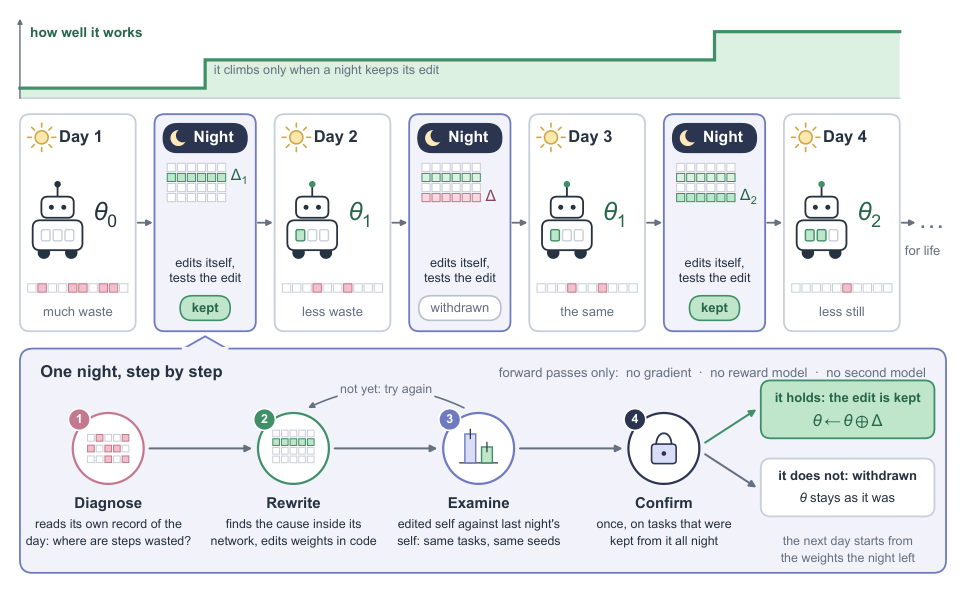 how well it works
it climbs only when a night keeps its edit
Day 1
θ0
much waste
Night
Δ1
edits itself,
tests the edit
kept
Day 2
θ1
less waste
Night
Δ
edits itself,
tests the edit
withdrawn
Day 3
θ1
the same
Night
Δ2
edits itself,
tests the edit
kept
Day 4
θ2
less still
...
for life
One night, step by step
forward passes only: no gradient · no reward model · no second model
not yet: try again
1
Diagnose
reads its own record of the
day: where are steps wasted?
2
Rewrite
finds the cause inside its
network, edits weights in code
3
Examine
edited self against last night's
self: same tasks, same seeds
4
Confirm
once, on tasks that were
kept from it all night
it holds: the edit is kept
θ ← θ ⊕ Δ
it does not: withdrawn
θ stays as it was
the next day starts from
the weights the night left